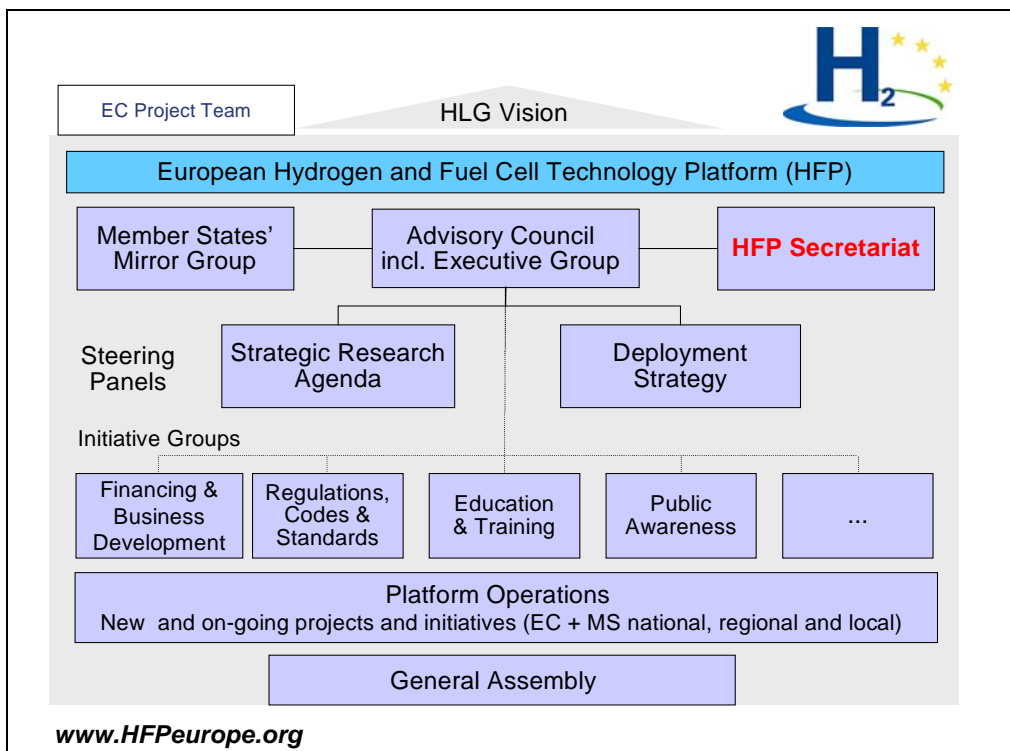 H2
EC Project Team
HLG Vision
European Hydrogen and Fuel Cell Technology Platform (HFP)
Member States’
Mirror Group
Advisory Council
incl. Executive Group
HFP Secretariat
Steering
Panels
Strategic Research
Agenda
Deployment
Strategy
Initiative Groups
Financing &
Business
Development
Regulations,
Codes &
Standards
Education
& Training
Public
Awareness
...
Platform Operations
New and on-going projects and initiatives (EC + MS national, regional and local)
General Assembly
www.HFPeurope.org